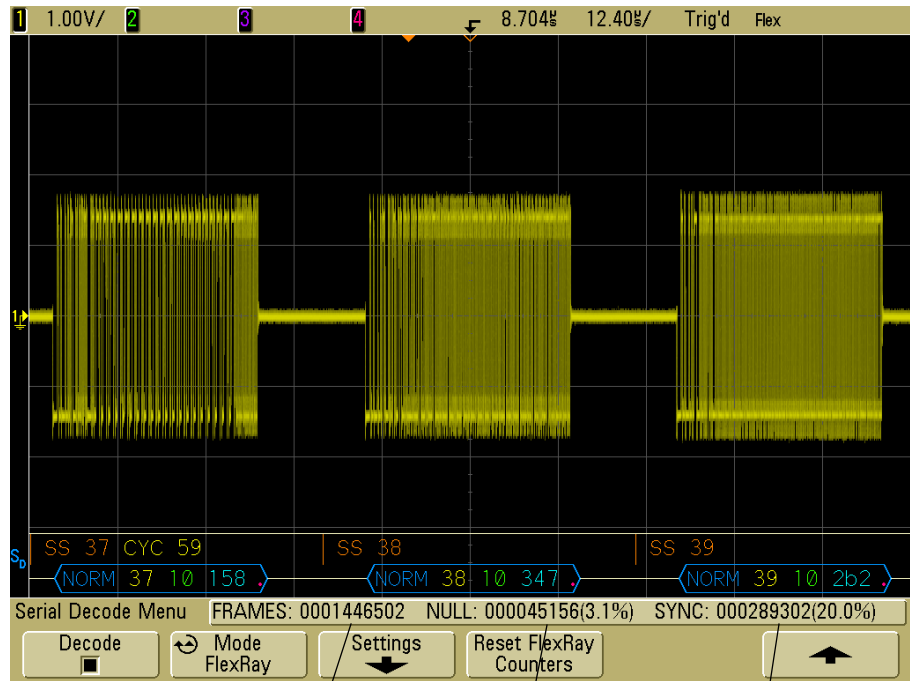 1 1.00V/ 2 3 4 8.704µs 12.40µs/ Trig'd Flex
1
SS 37 CYC 59 SS 38 SS 39
SD
NORM 37 10 158 NORM 38 10 347 NORM 39 10 2b2
Serial Decode Menu FRAMES: 0001446502 NULL: 000045156(3.1%) SYNC: 000289302(20.0%)
Decode Mode Settings Reset FlexRay
FlexRay Counters